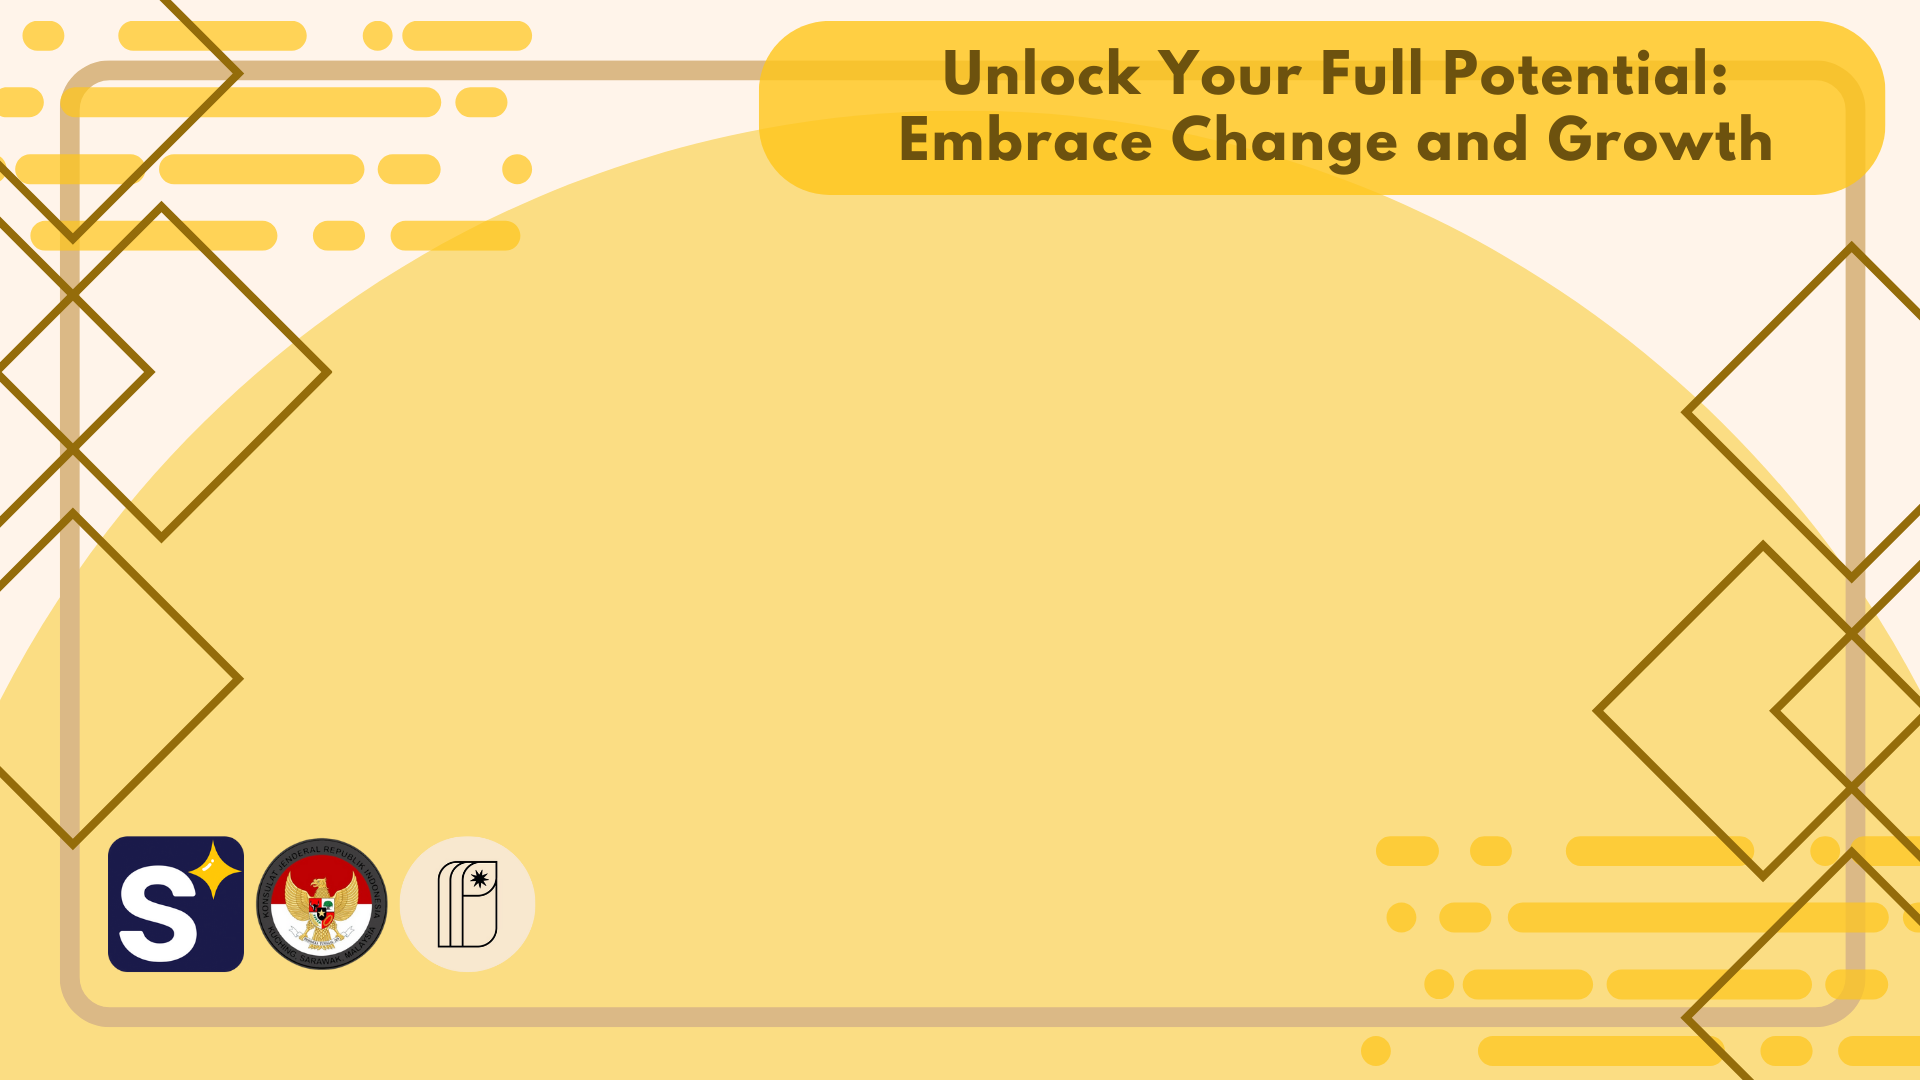 Unlock Your Full Potential:
Embrace Change and Growth
S
KONSULAT JENDERAL REPUBLIK INDONESIA
KUCHING, SARAWAK, MALAYSIA